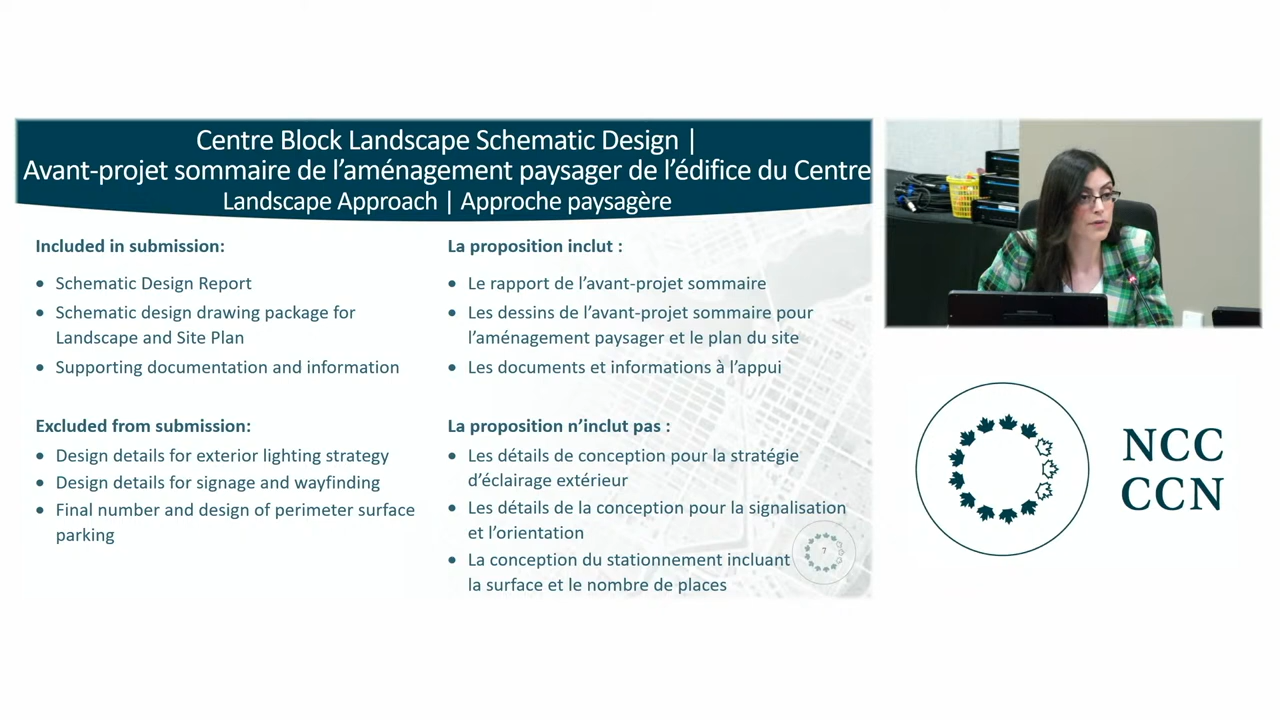 Centre Block Landscape Schematic Design |
Avant-projet sommaire de l'aménagement paysager de l'édifice du Centre
Landscape Approach | Approche paysagère
Included in submission:
• Schematic Design Report
• Schematic design drawing package for
Landscape and Site Plan
• Supporting documentation and information
Excluded from submission:
• Design details for exterior lighting strategy
• Design details for signage and wayfinding
• Final number and design of perimeter surface
parking
La proposition inclut :
• Le rapport de l'avant-projet sommaire
• Les dessins de l'avant-projet sommaire pour
l'aménagement paysager et le plan du site
• Les documents et informations à l'appui
La proposition n'inclut pas :
• Les détails de conception pour la stratégie
d'éclairage extérieur
• Les détails de la conception pour la signalisation
et l'orientation
• La conception du stationnement incluant
la surface et le nombre de places
7
NCC
CCN